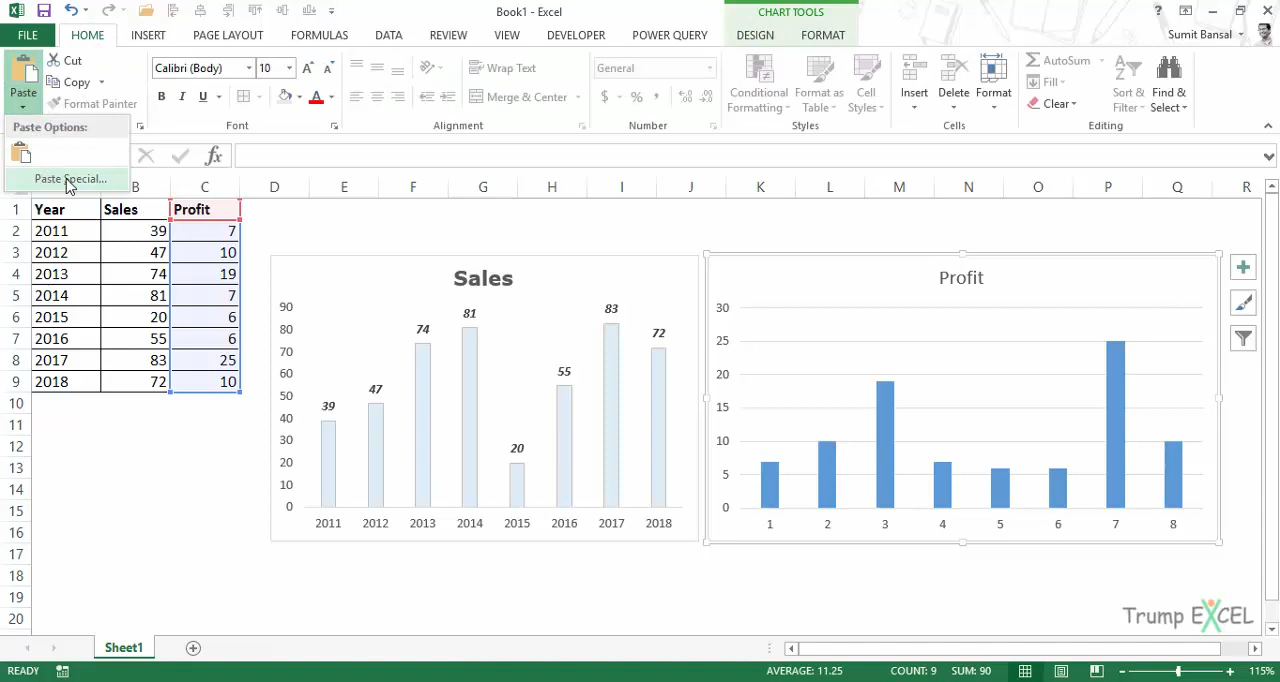 Book1 - Excel
CHART TOOLS
?
FILE HOME INSERT PAGE LAYOUT FORMULAS DATA REVIEW VIEW DEVELOPER POWER QUERY DESIGN FORMAT Sumit Bansal
Paste
Cut
Copy
Format Painter
Calibri (Body) 10 A A
B I U A
Font
Wrap Text
Merge & Center
Alignment
General
$ % ,
Number
Conditional Formatting
Format as Table
Cell Styles
Styles
Insert Delete Format
Cells
AutoSum
Fill
Clear
Sort & Filter
Find & Select
Editing
Paste Options:
Paste Special...
fx
B C D E F G H I J K L M N O P Q R
1 Year Sales Profit
2 2011 39 7
3 2012 47 10
4 2013 74 19
5 2014 81 7
6 2015 20 6
7 2016 55 6
8 2017 83 25
9 2018 72 10
10
11
12
13
14
15
16
17
18
19
20
Sales
90
80
70
60
50
40
30
20
10
0
39 47 74 81 20 55 83 72
2011 2012 2013 2014 2015 2016 2017 2018
Profit
30
25
20
15
10
5
0
1 2 3 4 5 6 7 8
Trump EXCEL
Sheet1
READY AVERAGE: 11.25 COUNT: 9 SUM: 90 115%